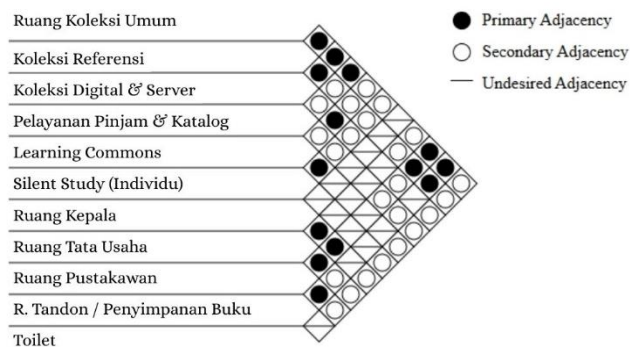 Ruang Koleksi Umum
Koleksi Referensi
Koleksi Digital & Server
Pelayanan Pinjam & Katalog
Learning Commons
Silent Study (Individu)
Ruang Kepala
Ruang Tata Usaha
Ruang Pustakawan
R. Tandon / Penyimpanan Buku
Toilet
Primary Adjacency
Secondary Adjacency
Undesired Adjacency